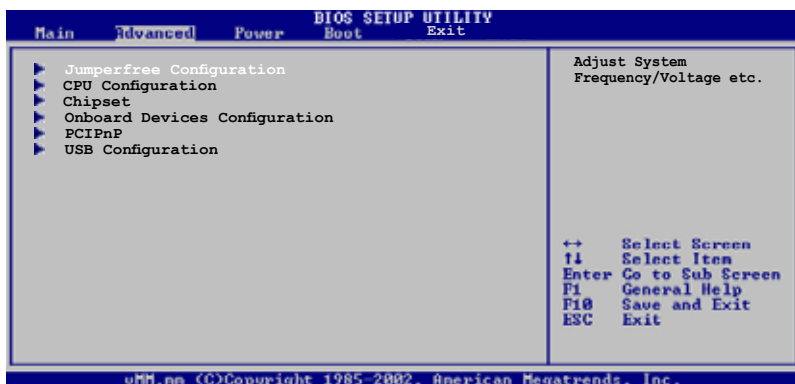 BIOS SETUP UTILITY
Main Advanced Power Boot Exit
Jumperfree Configuration
CPU Configuration
Chipset
Onboard Devices Configuration
PCIPnP
USB Configuration
Adjust System
Frequency/Voltage etc.
↔ Select Screen
↑↓ Select Item
Enter Go to Sub Screen
F1 General Help
F10 Save and Exit
ESC Exit
vMM.nn (C)Copyright 1985-2002, American Megatrends, Inc.